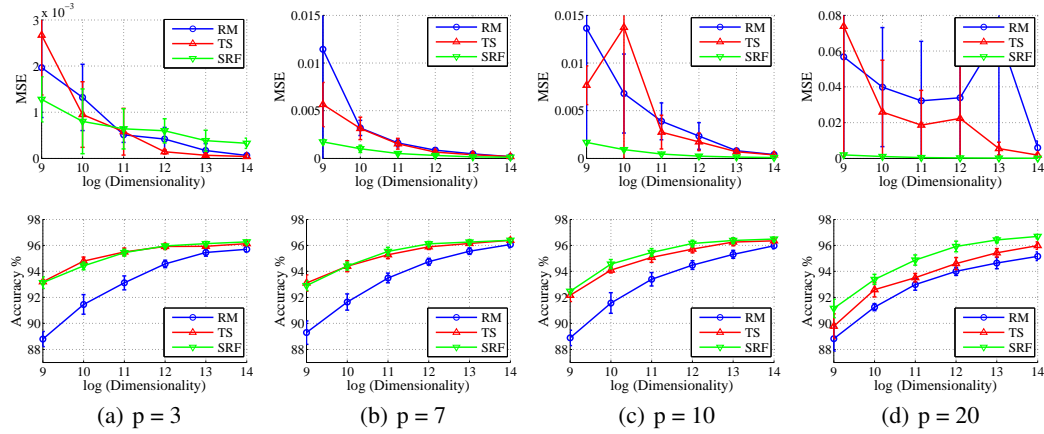 3 x 10^-3
2
1
0
MSE
RM
TS
SRF
9 10 11 12 13 14
log (Dimensionality)
0.015
0.01
0.005
0
MSE
RM
TS
SRF
9 10 11 12 13 14
log (Dimensionality)
0.015
0.01
0.005
0
MSE
RM
TS
SRF
9 10 11 12 13 14
log (Dimensionality)
0.08
0.06
0.04
0.02
0
MSE
RM
TS
SRF
9 10 11 12 13 14
log (Dimensionality)
98
96
94
92
90
88
Accuracy %
RM
TS
SRF
9 10 11 12 13 14
log (Dimensionality)
98
96
94
92
90
88
Accuracy %
RM
TS
SRF
9 10 11 12 13 14
log (Dimensionality)
98
96
94
92
90
88
Accuracy %
RM
TS
SRF
9 10 11 12 13 14
log (Dimensionality)
98
96
94
92
90
88
Accuracy %
RM
TS
SRF
9 10 11 12 13 14
log (Dimensionality)
(a) p = 3
(b) p = 7
(c) p = 10
(d) p = 20